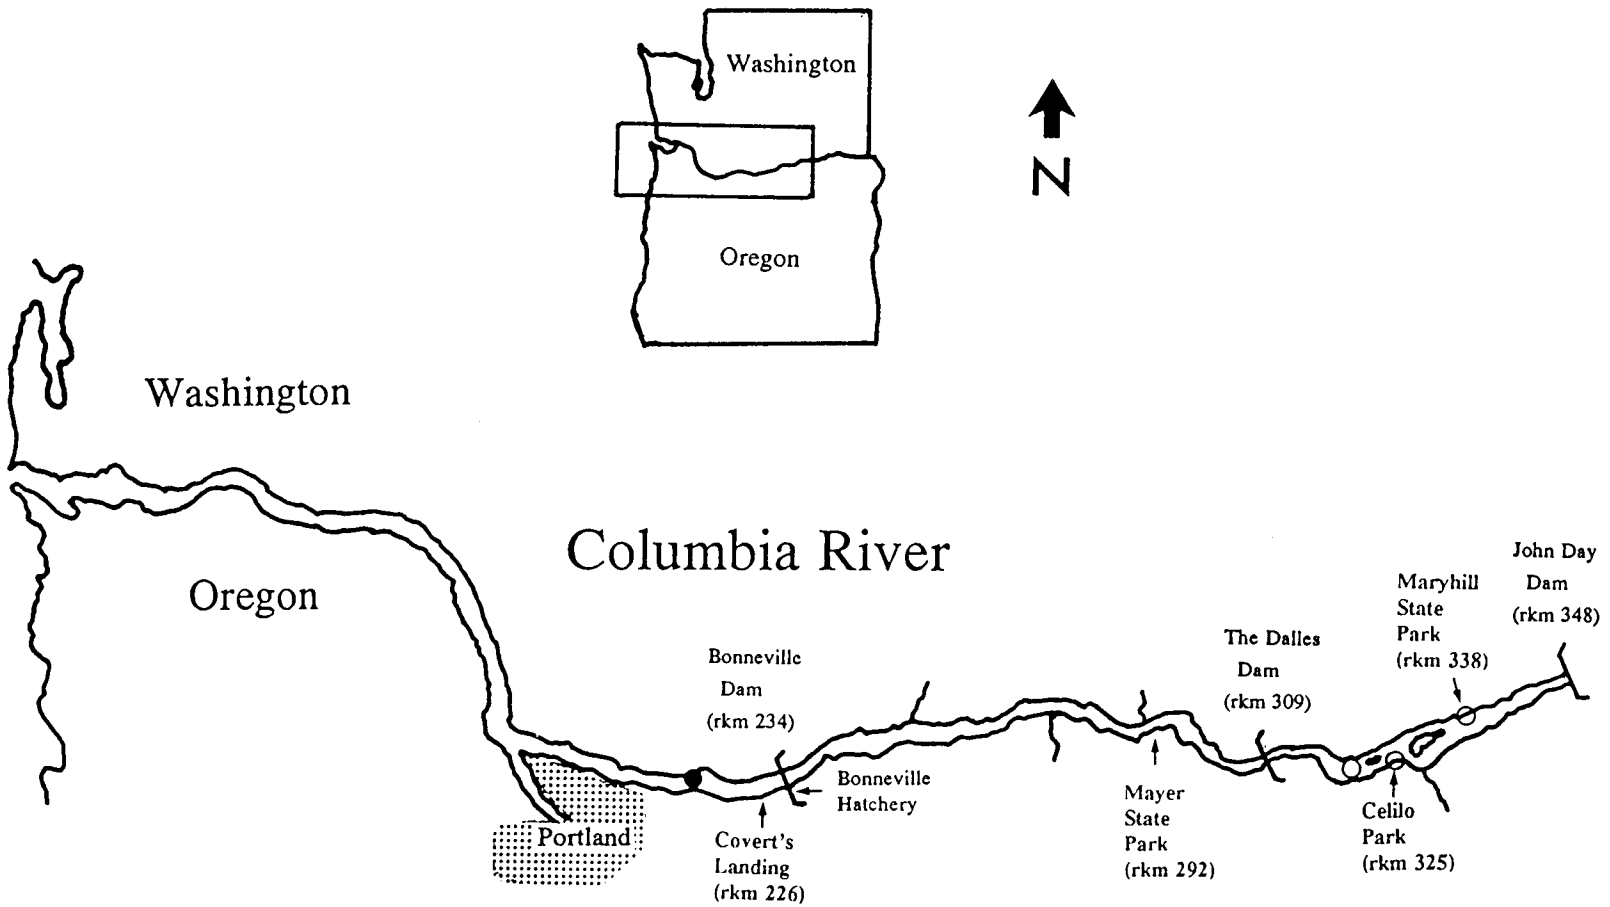 Washington
N
Oregon
Washington
Columbia River
Oregon
John Day
Dam
(rkm 348)
Maryhill
State
Park
(rkm 338)
The Dalles
Dam
(rkm 309)
Bonneville
Dam
(rkm 234)
Bonneville
Hatchery
Portland
Covert's
Landing
(rkm 226)
Mayer
State
Park
(rkm 292)
Celilo
Park
(rkm 325)